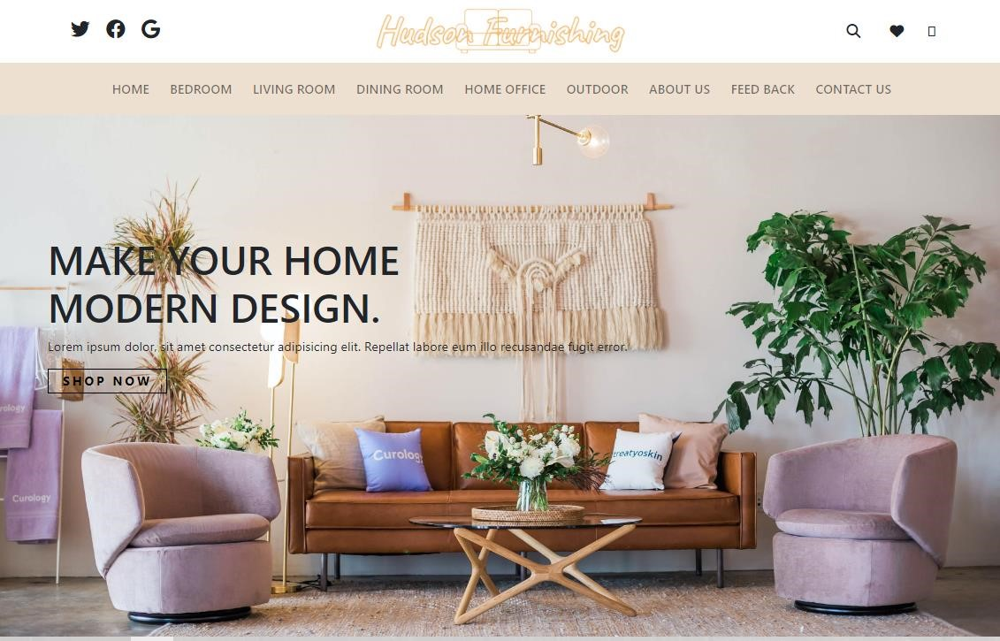 Hudson Furnishing
HOME BEDROOM LIVING ROOM DINING ROOM HOME OFFICE OUTDOOR ABOUT US FEED BACK CONTACT US
MAKE YOUR HOME
MODERN DESIGN.
Lorem ipsum dolor, sit amet consectetur adipisicing elit. Repellat labore eum illo recusandae fugit error.
SHOP NOW
urology
Curology
treatyoskin
Curology